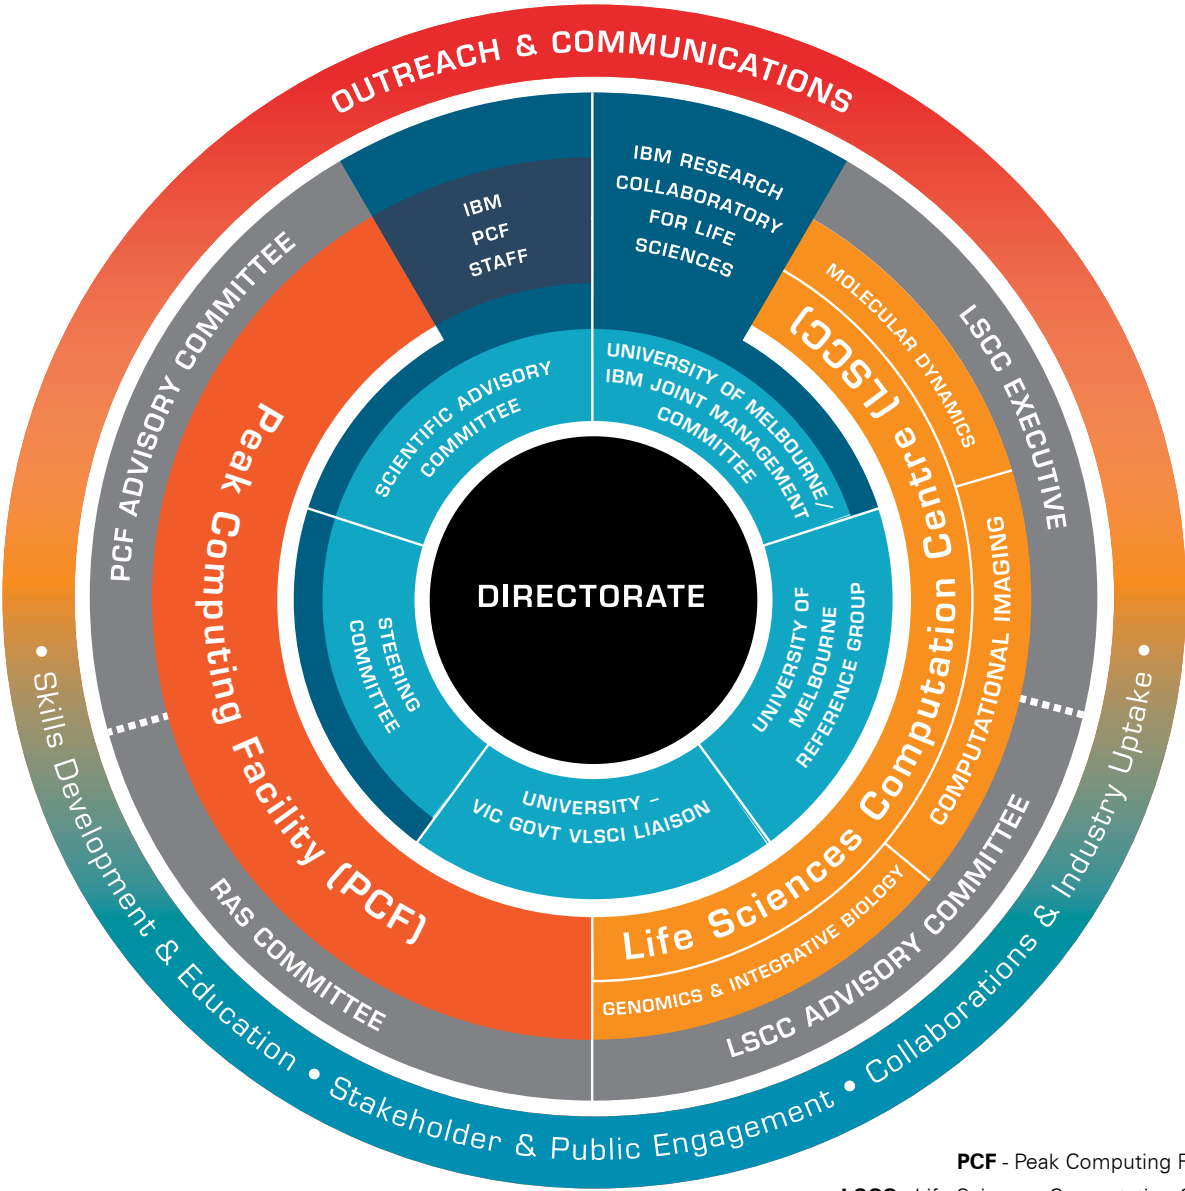 OUTREACH & COMMUNICATIONS
IBM
PCF
STAFF
IBM RESEARCH
COLLABORATORY
FOR LIFE
SCIENCES
PCF ADVISORY COMMITTEE
LSCC EXECUTIVE
MOLECULAR DYNAMICS
SCIENTIFIC ADVISORY
COMMITTEE
UNIVERSITY OF MELBOURNE/
IBM JOINT MANAGEMENT
COMMITTEE
Peak Computing Facility (PCF)
Life Sciences Computation Centre (LSCC)
COMPUTATIONAL IMAGING
DIRECTORATE
STEERING
COMMITTEE
UNIVERSITY OF
MELBOURNE
REFERENCE GROUP
UNIVERSITY –
VIC GOVT VLSCI LIAISON
GENOMICS & INTEGRATIVE BIOLOGY
RAS COMMITTEE
LSCC ADVISORY COMMITTEE
• Skills Development & Education • Stakeholder & Public Engagement • Collaborations & Industry Uptake •
PCF - Peak Computing